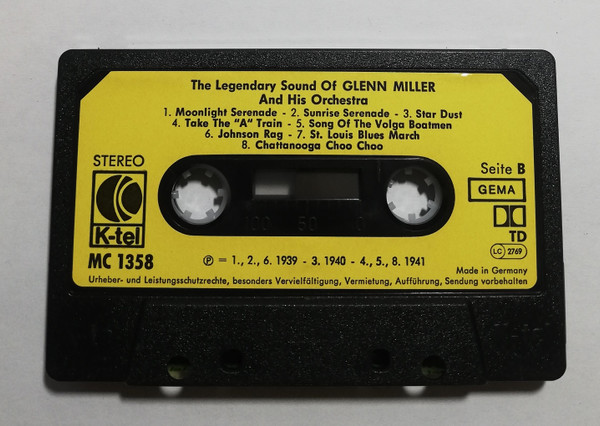 The Legendary Sound Of GLENN MILLER
And His Orchestra
1. Moonlight Serenade - 2. Sunrise Serenade - 3. Star Dust
4. Take The "A" Train - 5. Song Of The Volga Boatmen
6. Johnson Rag - 7. St. Louis Blues March
8. Chattanooga Choo Choo
STEREO
K-tel
MC 1358
Seite B
GEMA
TD
LC 2769
50
Ⓟ = 1., 2., 6. 1939 - 3. 1940 - 4., 5., 8. 1941
Made in Germany
Urheber- und Leistungsschutzrechte, besonders Vervielfältigung, Vermietung, Aufführung, Sendung vorbehalten